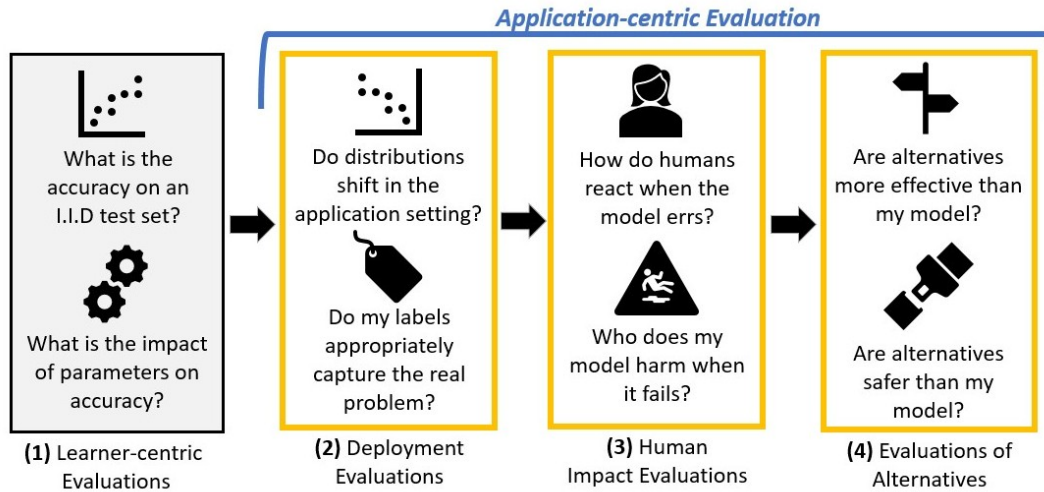 Application-centric Evaluation
What is the
accuracy on an
I.I.D test set?
What is the impact
of parameters on
accuracy?
(1) Learner-centric
Evaluations
Do distributions
shift in the
application setting?
Do my labels
appropriately
capture the real
problem?
(2) Deployment
Evaluations
How do humans
react when the
model errs?
Who does my
model harm when
it fails?
(3) Human
Impact Evaluations
Are alternatives
more effective than
my model?
Are alternatives
safer than my
model?
(4) Evaluations of
Alternatives